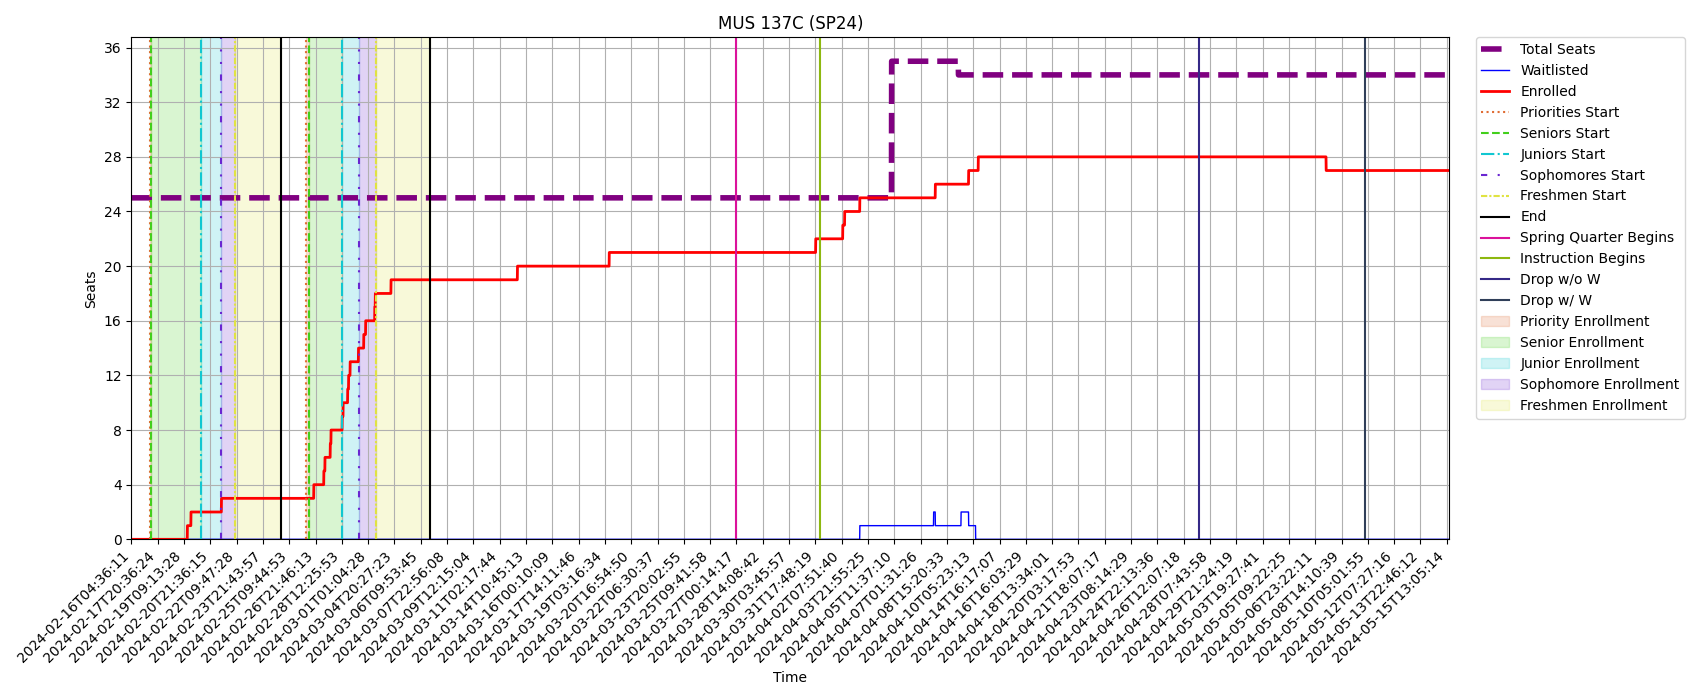 MUS 137C (SP24)
Seats
36
32
28
24
20
16
12
8
4
0
2024-02-16T04:36:11
2024-02-17T20:36:24
2024-02-19T09:13:28
2024-02-20T21:36:15
2024-02-22T09:47:28
2024-02-23T21:43:57
2024-02-25T09:44:53
2024-02-26T21:46:13
2024-02-28T12:25:53
2024-03-01T01:04:28
2024-03-04T20:27:23
2024-03-06T09:53:45
2024-03-07T22:56:08
2024-03-09T12:15:04
2024-03-11T02:17:44
2024-03-14T10:45:13
2024-03-16T00:10:09
2024-03-17T14:11:46
2024-03-19T03:16:34
2024-03-20T16:54:50
2024-03-22T06:30:37
2024-03-23T20:02:55
2024-03-25T09:41:58
2024-03-27T00:14:17
2024-03-28T14:08:42
2024-03-30T03:45:57
2024-03-31T17:48:19
2024-04-02T07:51:40
2024-04-03T21:55:25
2024-04-05T11:37:10
2024-04-07T01:31:26
2024-04-08T15:20:33
2024-04-10T05:23:13
2024-04-14T16:17:07
2024-04-16T16:03:29
2024-04-18T13:34:01
2024-04-20T03:17:53
2024-04-21T18:07:17
2024-04-23T08:14:29
2024-04-24T22:13:36
2024-04-26T12:07:18
2024-04-28T07:43:58
2024-04-29T21:24:19
2024-05-03T19:27:41
2024-05-05T09:22:25
2024-05-06T23:22:11
2024-05-08T14:10:39
2024-05-10T05:01:55
2024-05-12T07:27:16
2024-05-13T22:46:12
2024-05-15T13:05:14
Time
Total Seats
Waitlisted
Enrolled
Priorities Start
Seniors Start
Juniors Start
Sophomores Start
Freshmen Start
End
Spring Quarter Begins
Instruction Begins
Drop w/o W
Drop w/ W
Priority Enrollment
Senior Enrollment
Junior Enrollment
Sophomore Enrollment
Freshmen Enrollment